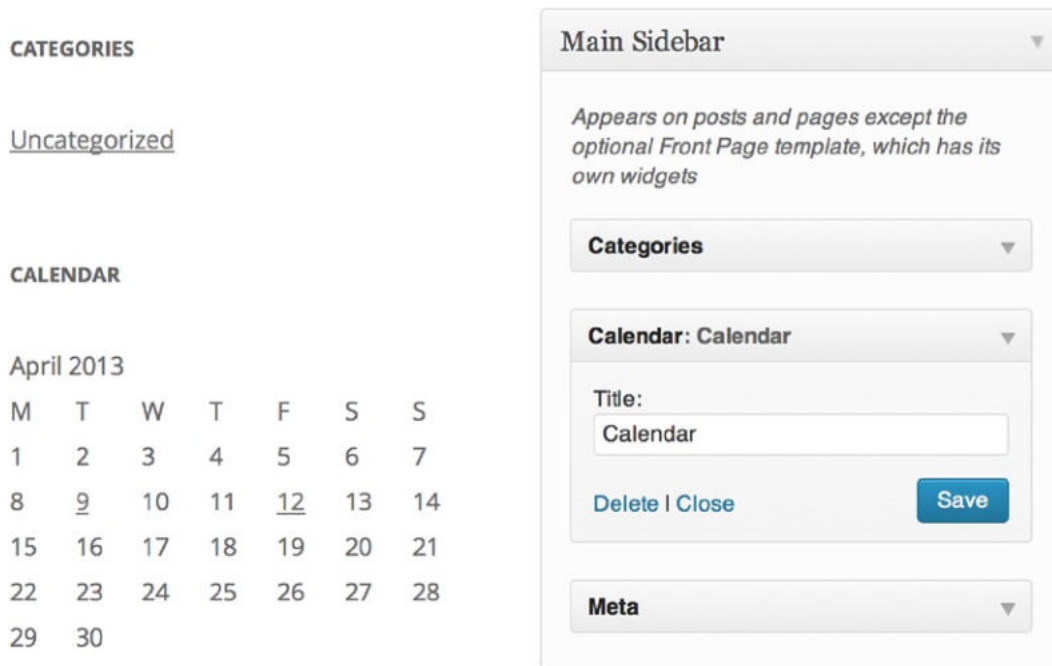 CATEGORIES
Uncategorized
CALENDAR
April 2013
M T W T F S S
1 2 3 4 5 6 7
8 9 10 11 12 13 14
15 16 17 18 19 20 21
22 23 24 25 26 27 28
29 30
Main Sidebar
Appears on posts and pages except the
optional Front Page template, which has its
own widgets
Categories
Calendar: Calendar
Title:
Calendar
Delete | Close
Save
Meta